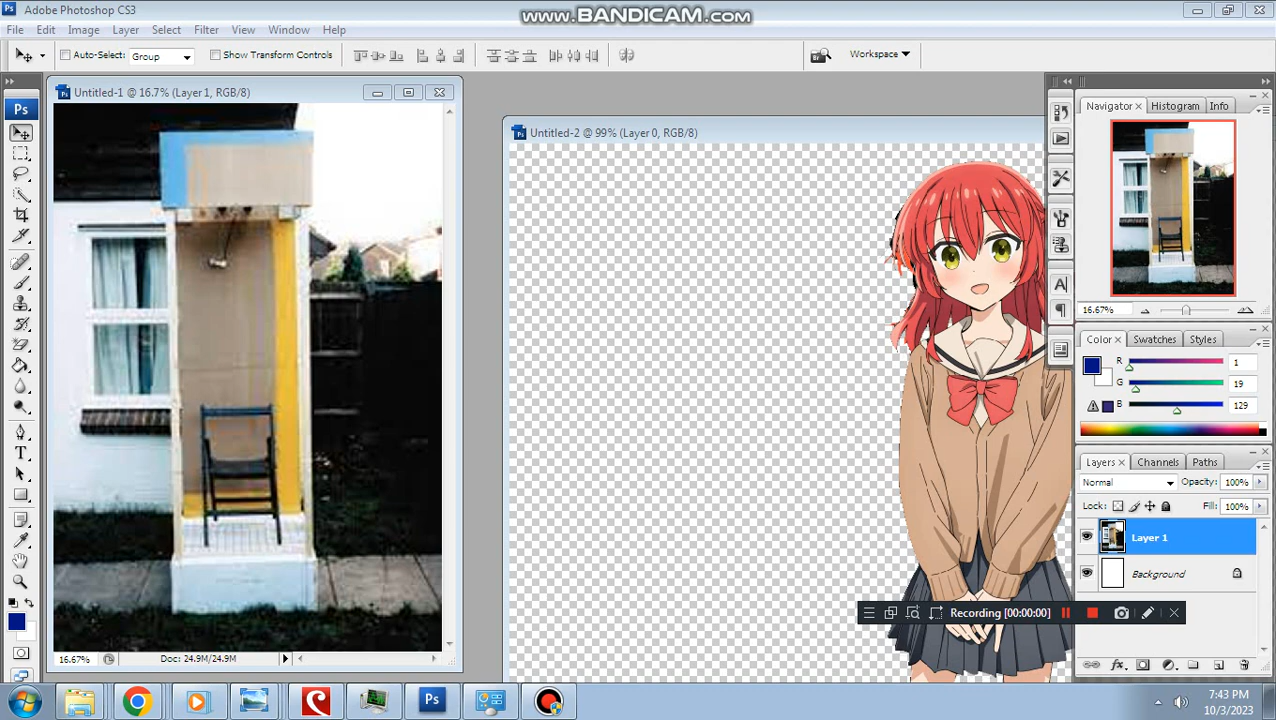 Adobe Photoshop CS3
www.BANDICAM.com
File Edit Image Layer Select Filter View Window Help
Auto-Select: Group Show Transform Controls Workspace
Untitled-1 @ 16.7% (Layer 1, RGB/8)
Untitled-2 @ 99% (Layer 0, RGB/8)
Navigator Histogram Info
16.67%
Color Swatches Styles
R 1
G 19
B 129
Layers Channels Paths
Normal Opacity: 100%
Lock: Fill: 100%
Layer 1
Background
Recording [00:00:00]
16.67% Doc: 24.9M/24.9M
7:43 PM
10/3/2023